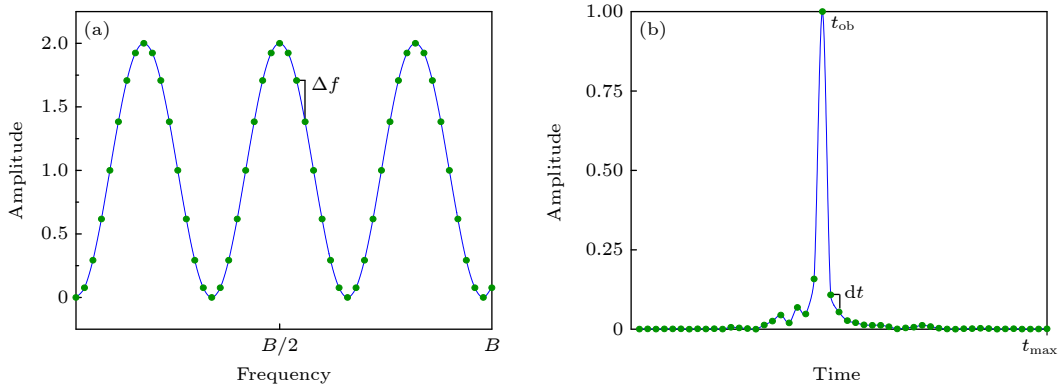 (a)
2.0
1.5
1.0
0.5
0
Amplitude
Δf
B/2
B
Frequency
(b)
1.00
0.75
0.50
0.25
0
Amplitude
t_ob
dt
t_max
Time